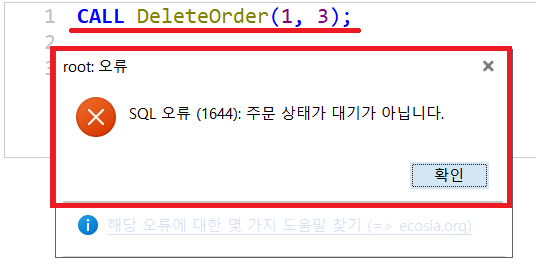 1 CALL DeleteOrder(1, 3);
2
3
root: 오류
SQL 오류 (1644): 주문 상태가 대기가 아닙니다.
확인
해당 오류에 대한 몇 가지 도움말 찾기 (=> ecosia.org)